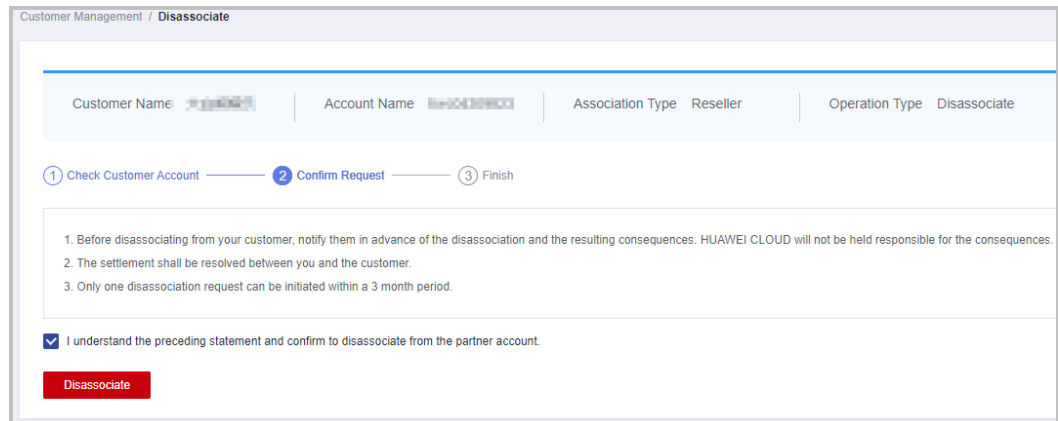 Customer Management / Disassociate
Customer Name Account Name Association Type Reseller Operation Type Disassociate
1 Check Customer Account 2 Confirm Request 3 Finish
1. Before disassociating from your customer, notify them in advance of the disassociation and the resulting consequences. HUAWEI CLOUD will not be held responsible for the consequences.
2. The settlement shall be resolved between you and the customer.
3. Only one disassociation request can be initiated within a 3 month period.
I understand the preceding statement and confirm to disassociate from the partner account.
Disassociate